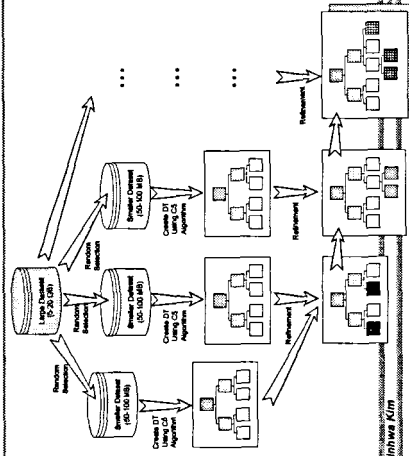 Large Dataset
(5-20 GB)
Random
Selection
Random
Selection
Random
Selection
Smaller Dataset
(50-100 MB)
Smaller Dataset
(50-100 MB)
Smaller Dataset
(50-100 MB)
Create DT
Using C5
Algorithm
Create DT
Using C5
Algorithm
Create DT
Using C5
Algorithm
Refinement
Refinement
Refinement
inhwa Kim